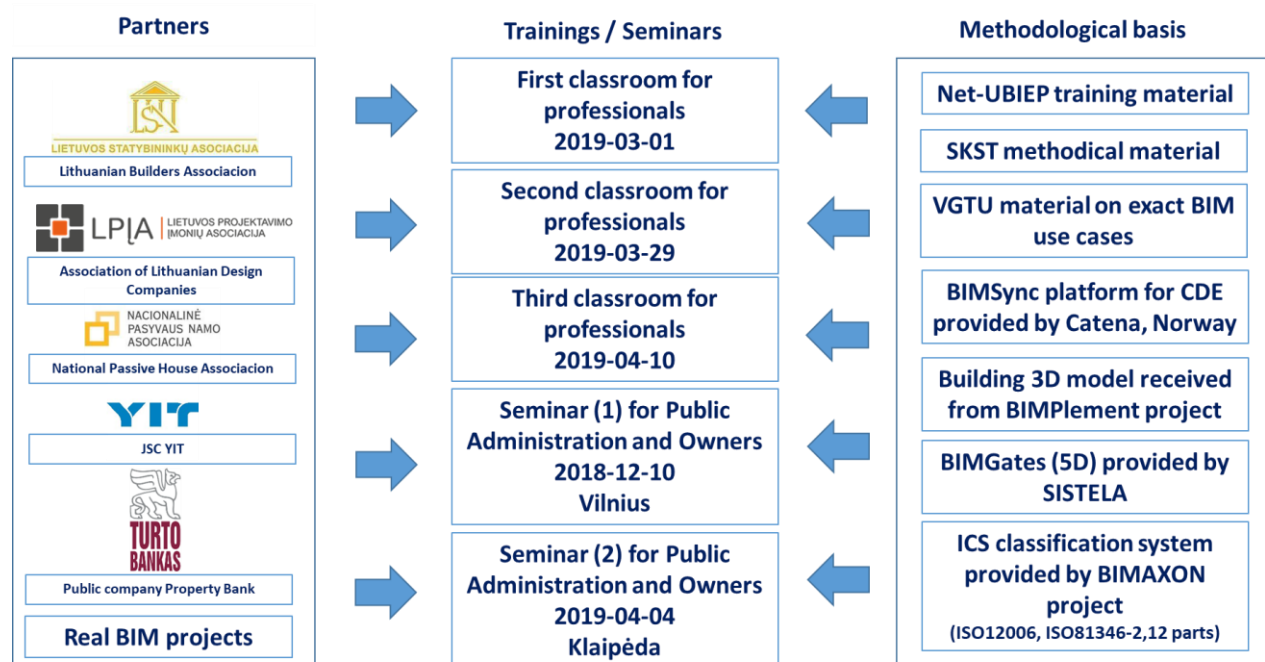 Partners
LIETUVOS STATYBININKŲ ASOCIACIJA
Lithuanian Builders Associacion
LPĮA
LIETUVOS PROJEKTAVIMO
ĮMONIŲ ASOCIACIJA
Association of Lithuanian Design
Companies
NACIONALINĖ
PASYVAUS NAMO
ASOCIACIJA
National Passive House Associacion
YIT
JSC YIT
TURTO
BANKAS
Public company Property Bank
Real BIM projects
Trainings / Seminars
First classroom for
professionals
2019-03-01
Second classroom for
professionals
2019-03-29
Third classroom for
professionals
2019-04-10
Seminar (1) for Public
Administration and Owners
2018-12-10
Vilnius
Seminar (2) for Public
Administration and Owners
2019-04-04
Klaipėda
Methodological basis
Net-UBIEP training material
SKST methodical material
VGTU material on exact BIM
use cases
BIMSync platform for CDE
provided by Catena, Norway
Building 3D model received
from BIMPlement project
BIMGates (5D) provided by
SISTELA
ICS classification system
provided by BIMAXON
project
(ISO12006, ISO81346-2,12 parts)